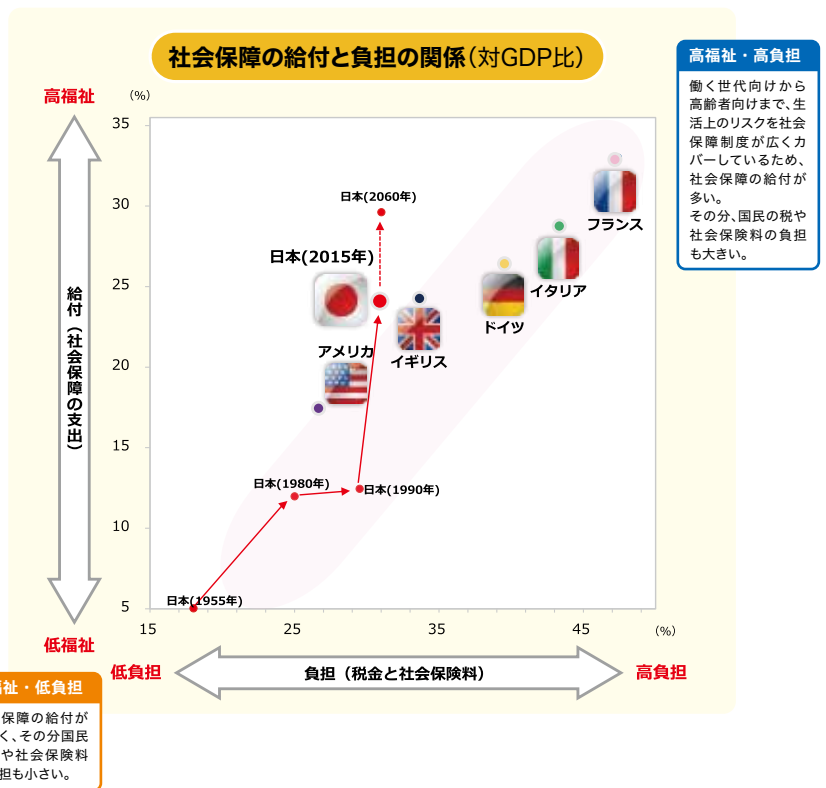 社会保障の給付と負担の関係(対GDP比)
高福祉・高負担
働く世代向けから
高齢者向けまで、生
活上のリスクを社会
保障制度が広くカ
バーしているため、
社会保障の給付が
多い。
その分、国民の税や
社会保険料の負担
も大きい。
高福祉
(%)
35
30
25
20
15
10
5
給付(社会保障の支出)
低福祉
日本(2060年)
日本(2015年)
フランス
イタリア
ドイツ
イギリス
アメリカ
日本(1980年)
日本(1990年)
日本(1955年)
15
25
35
45
(%)
低負担
負担(税金と社会保険料)
高負担
祉・低負担
保障の給付が
く、その分国民
や社会保険料
担も小さい。